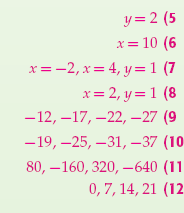 y = 2 (5
x = 10 (6
x = −2, x = 4, y = 1 (7
x = 2, y = 1 (8
−12, −17, −22, −27 (9
−19, −25, −31, −37 (10
80, −160, 320, −640 (11
0, 7, 14, 21 (12